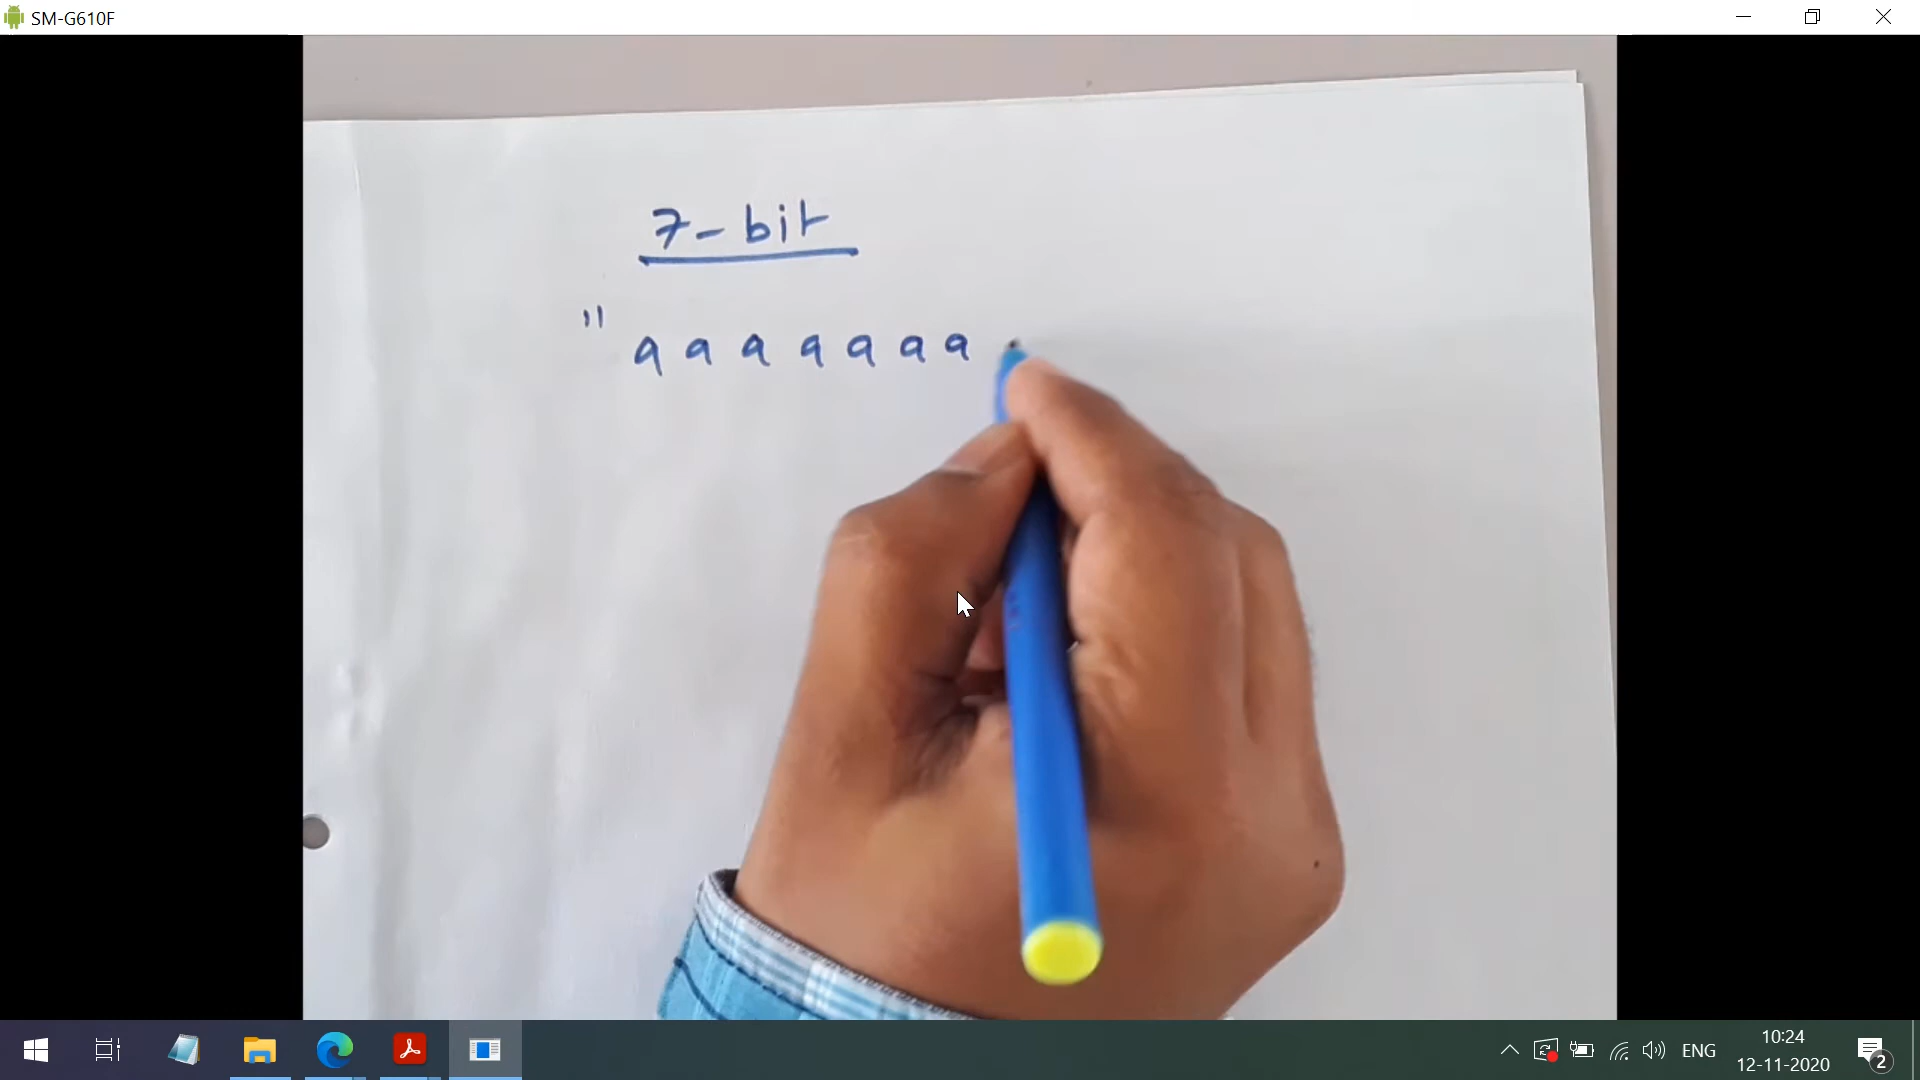 SM-G610F
7-bit
" a a a a a a a
ENG
10:24
12-11-2020
2